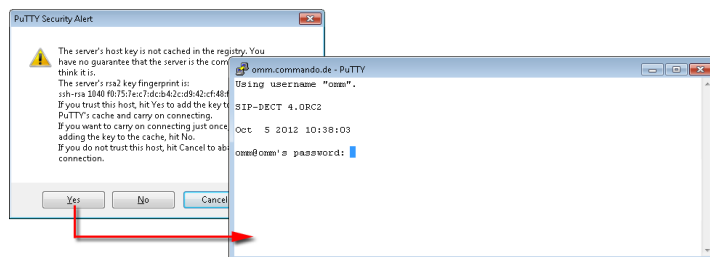 PuTTY Security Alert
The server's host key is not cached in the registry. You
have no guarantee that the server is the com
think it is.
The server's rsa2 key fingerprint is:
ssh-rsa 1040 f0:75:7e:c7:dc:b4:2c:d9:42:cf:48:f
If you trust this host, hit Yes to add the key t
PuTTY's cache and carry on connecting.
If you want to carry on connecting just once
adding the key to the cache, hit No.
If you do not trust this host, hit Cancel to ab
connection.
Yes
No
Cancel
omm.commando.de - PuTTY
Using username "omm".
SIP-DECT 4.0RC2
Oct  5 2012 10:38:03
omm@omm's password: